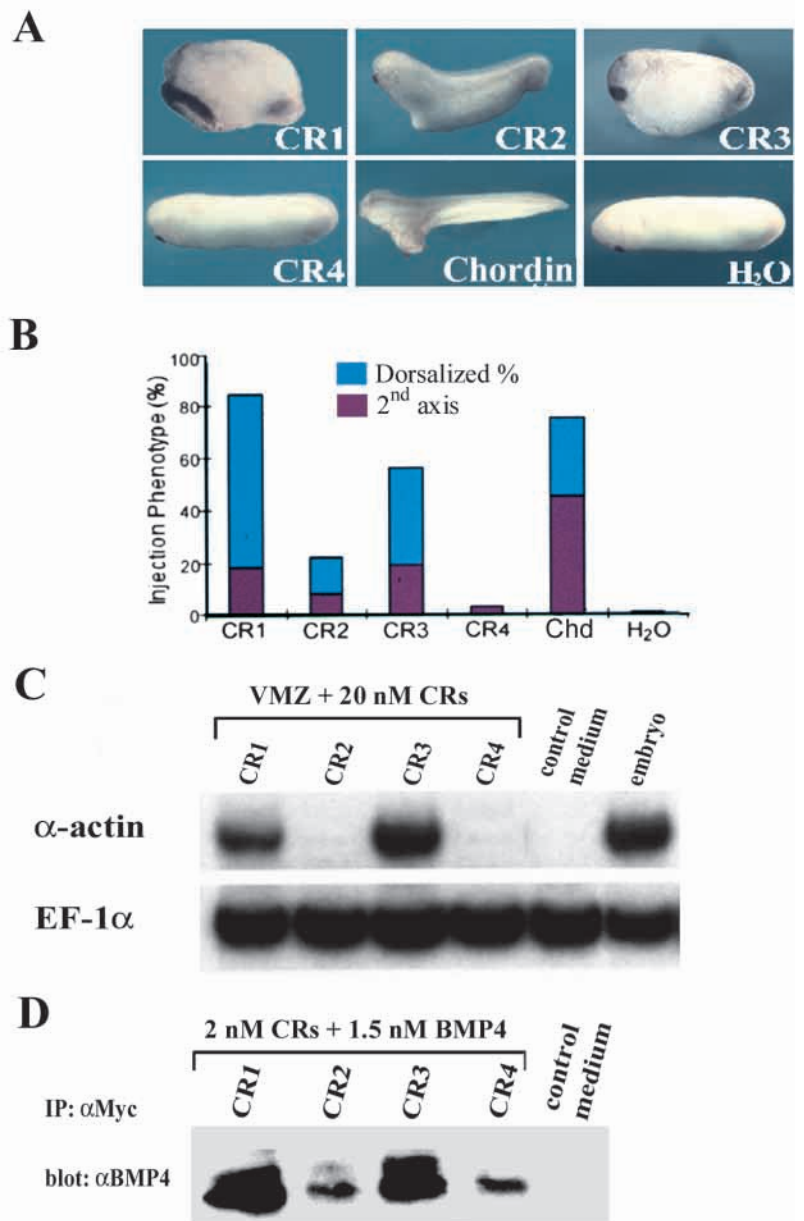 A
CR1
CR2
CR3
CR4
Chordin
H₂O
B
Injection Phenotype (%)
100
80
60
40
20
0
Dorsalized %
2nd axis
CR1 CR2 CR3 CR4 Chd H₂O
C
VMZ + 20 nM CRs
CR1 CR2 CR3 CR4 control medium embryo
α-actin
EF-1α
D
2 nM CRs + 1.5 nM BMP4
CR1 CR2 CR3 CR4 control medium
IP: αMyc
blot: αBMP4